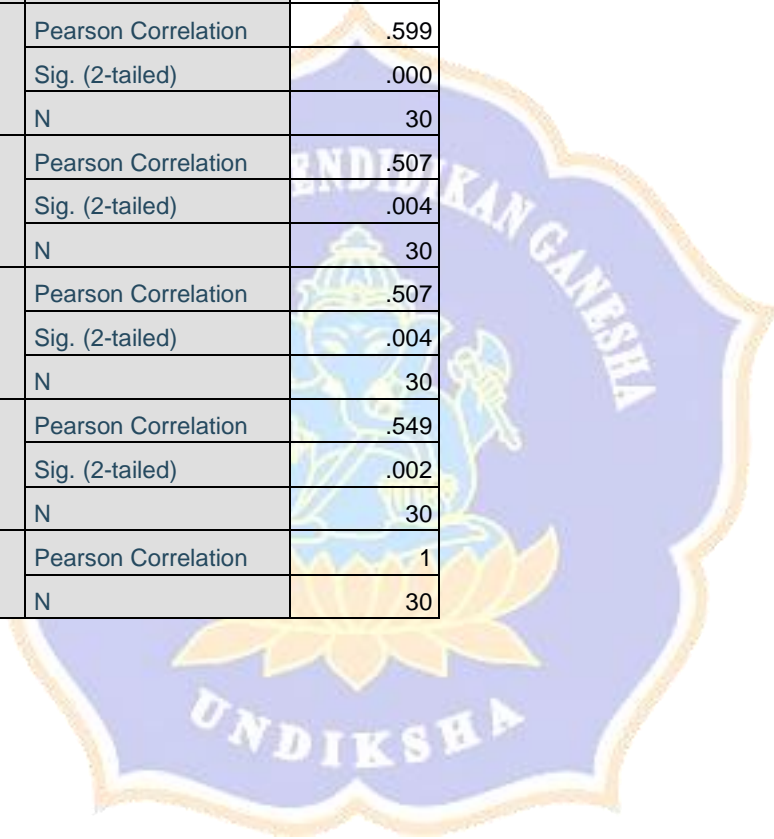 Pearson Correlation .599
Sig. (2-tailed) .000
N 30
Pearson Correlation .507
Sig. (2-tailed) .004
N 30
Pearson Correlation .507
Sig. (2-tailed) .004
N 30
Pearson Correlation .549
Sig. (2-tailed) .002
N 30
Pearson Correlation 1
N 30
GANESHA
UNDIKSHA